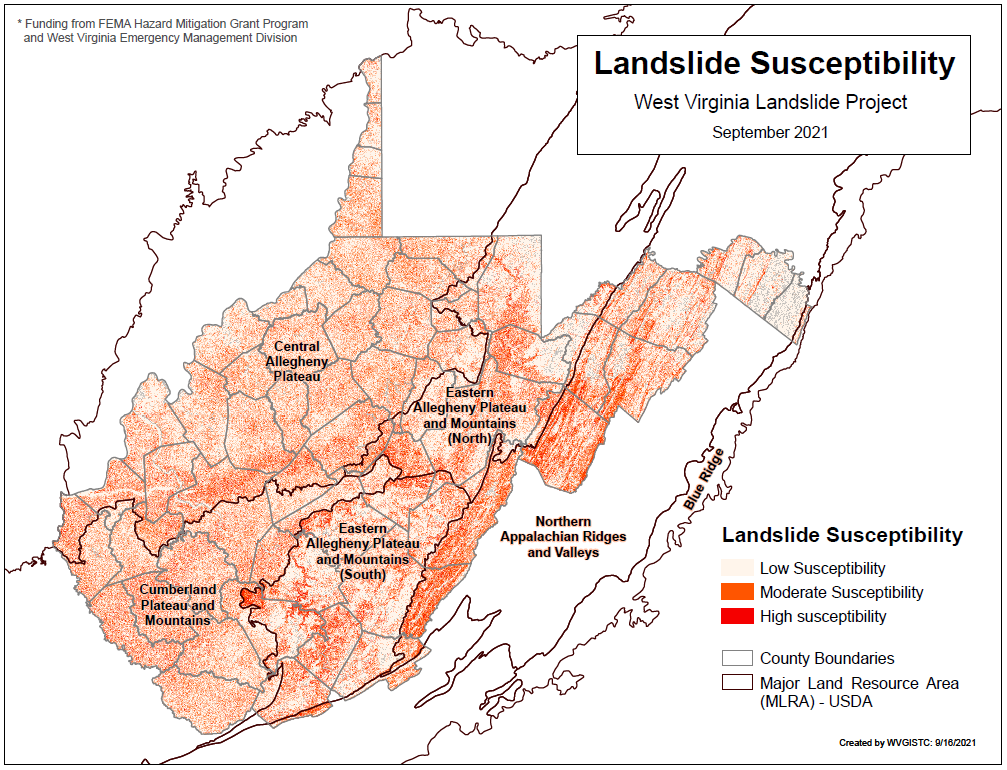 * Funding from FEMA Hazard Mitigation Grant Program
and West Virginia Emergency Management Division
Landslide Susceptibility
West Virginia Landslide Project
September 2021
Central
Allegheny
Plateau
Eastern
Allegheny Plateau
and Mountains
(North)
Eastern
Allegheny Plateau
and Mountains
(South)
Northern
Appalachian Ridges
and Valleys
Blue Ridge
Cumberland
Plateau and
Mountains
Landslide Susceptibility
Low Susceptibility
Moderate Susceptibility
High susceptibility
County Boundaries
Major Land Resource Area
(MLRA) - USDA
Created by WVGISTC: 9/16/2021